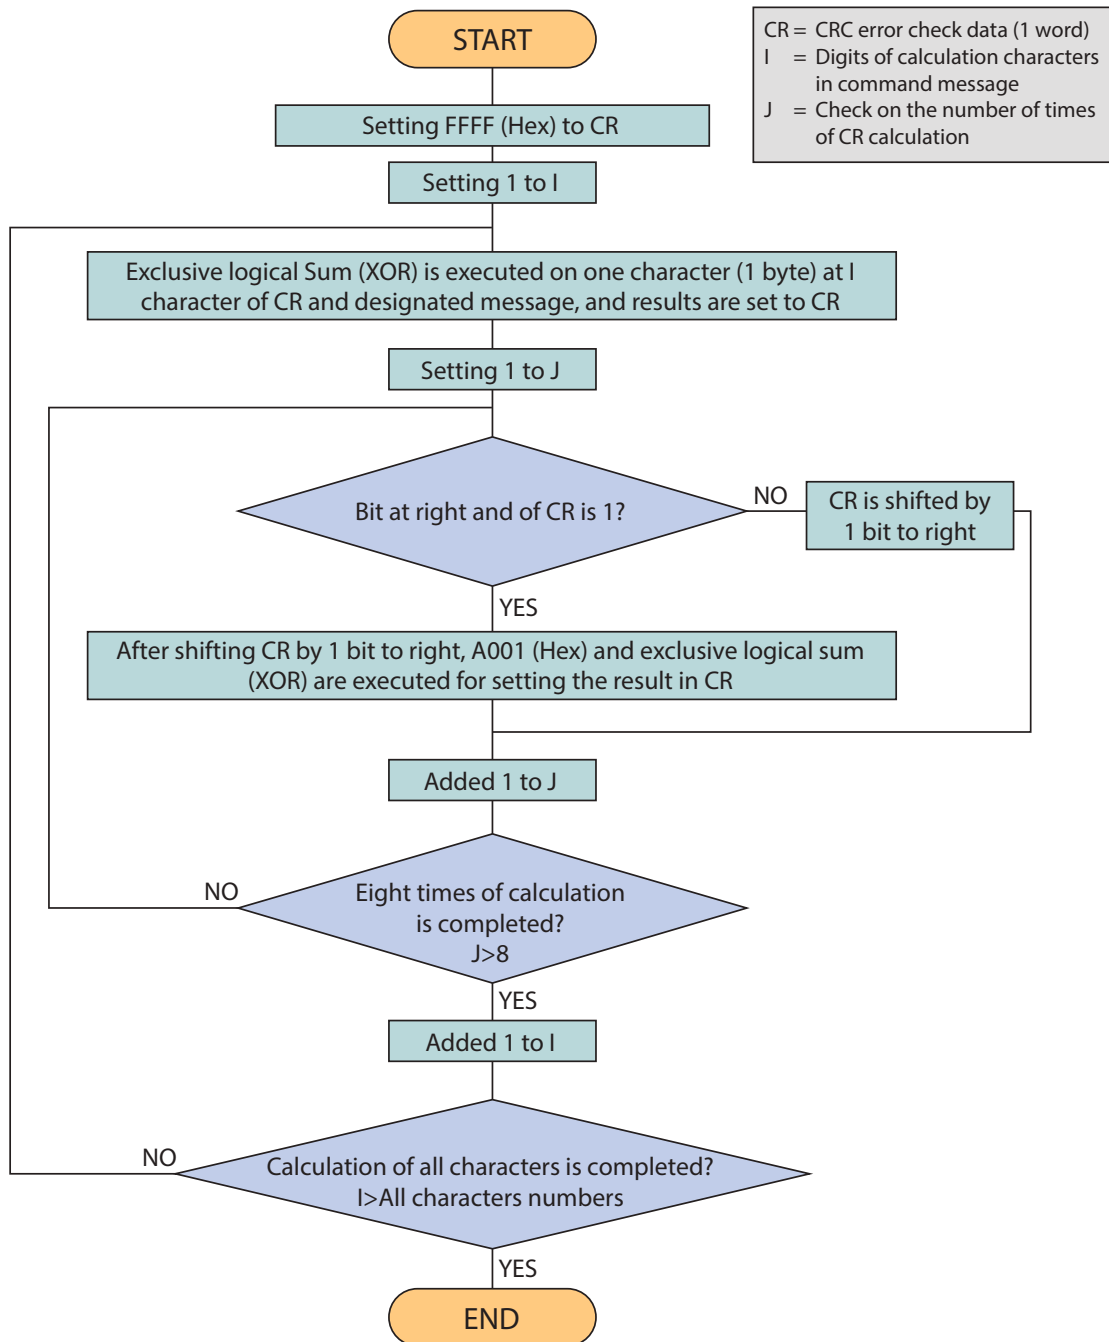 START
CR = CRC error check data (1 word)
I = Digits of calculation characters
in command message
J = Check on the number of times
of CR calculation
Setting FFFF (Hex) to CR
Setting 1 to I
Exclusive logical Sum (XOR) is executed on one character (1 byte) at I
character of CR and designated message, and results are set to CR
Setting 1 to J
Bit at right and of CR is 1?
NO
CR is shifted by
1 bit to right
YES
After shifting CR by 1 bit to right, A001 (Hex) and exclusive logical sum
(XOR) are executed for setting the result in CR
Added 1 to J
NO
Eight times of calculation
is completed?
J>8
YES
Added 1 to I
NO
Calculation of all characters is completed?
I>All characters numbers
YES
END